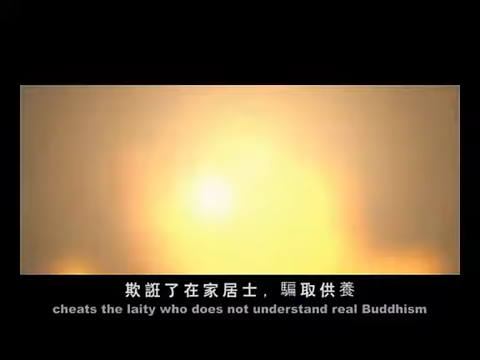 欺誑了在家居士，騙取供養
cheats the laity who does not understand real Buddhism